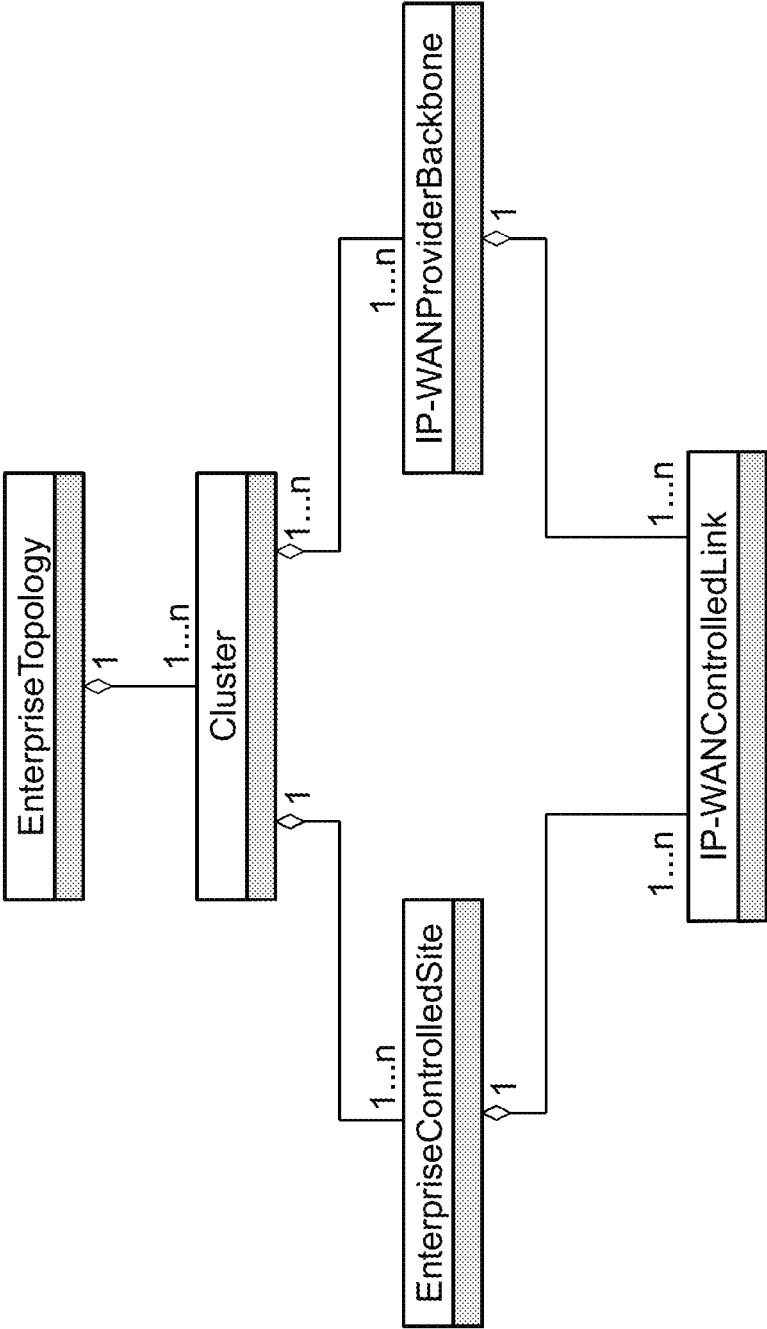 EnterpriseTopology
1
1...n
Cluster
1
1...n
1...n
1...n
EnterpriseControlledSite
IP-WANProviderBackbone
1
1
1...n
1...n
IP-WANControlledLink